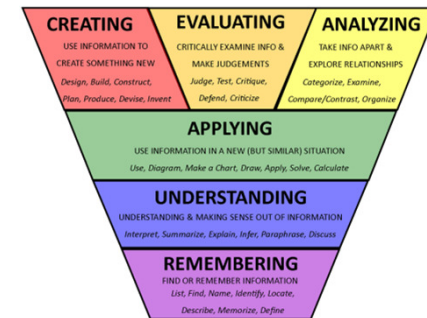 CREATING
USE INFORMATION TO
CREATE SOMETHING NEW
Design, Build, Construct,
Plan, Produce, Devise, Invent
EVALUATING
CRITICALLY EXAMINE INFO &
MAKE JUDGEMENTS
Judge, Test, Critique,
Defend, Criticize
ANALYZING
TAKE INFO APART &
EXPLORE RELATIONSHIPS
Categorize, Examine,
Compare/Contrast, Organize
APPLYING
USE INFORMATION IN A NEW (BUT SIMILAR) SITUATION
Use, Diagram, Make a Chart, Draw, Apply, Solve, Calculate
UNDERSTANDING
UNDERSTANDING & MAKING SENSE OUT OF INFORMATION
Interpret, Summarize, Explain, Infer, Paraphrase, Discuss
REMEMBERING
FIND OR REMEMBER INFORMATION
List, Find, Name, Identify, Locate,
Describe, Memorize, Define